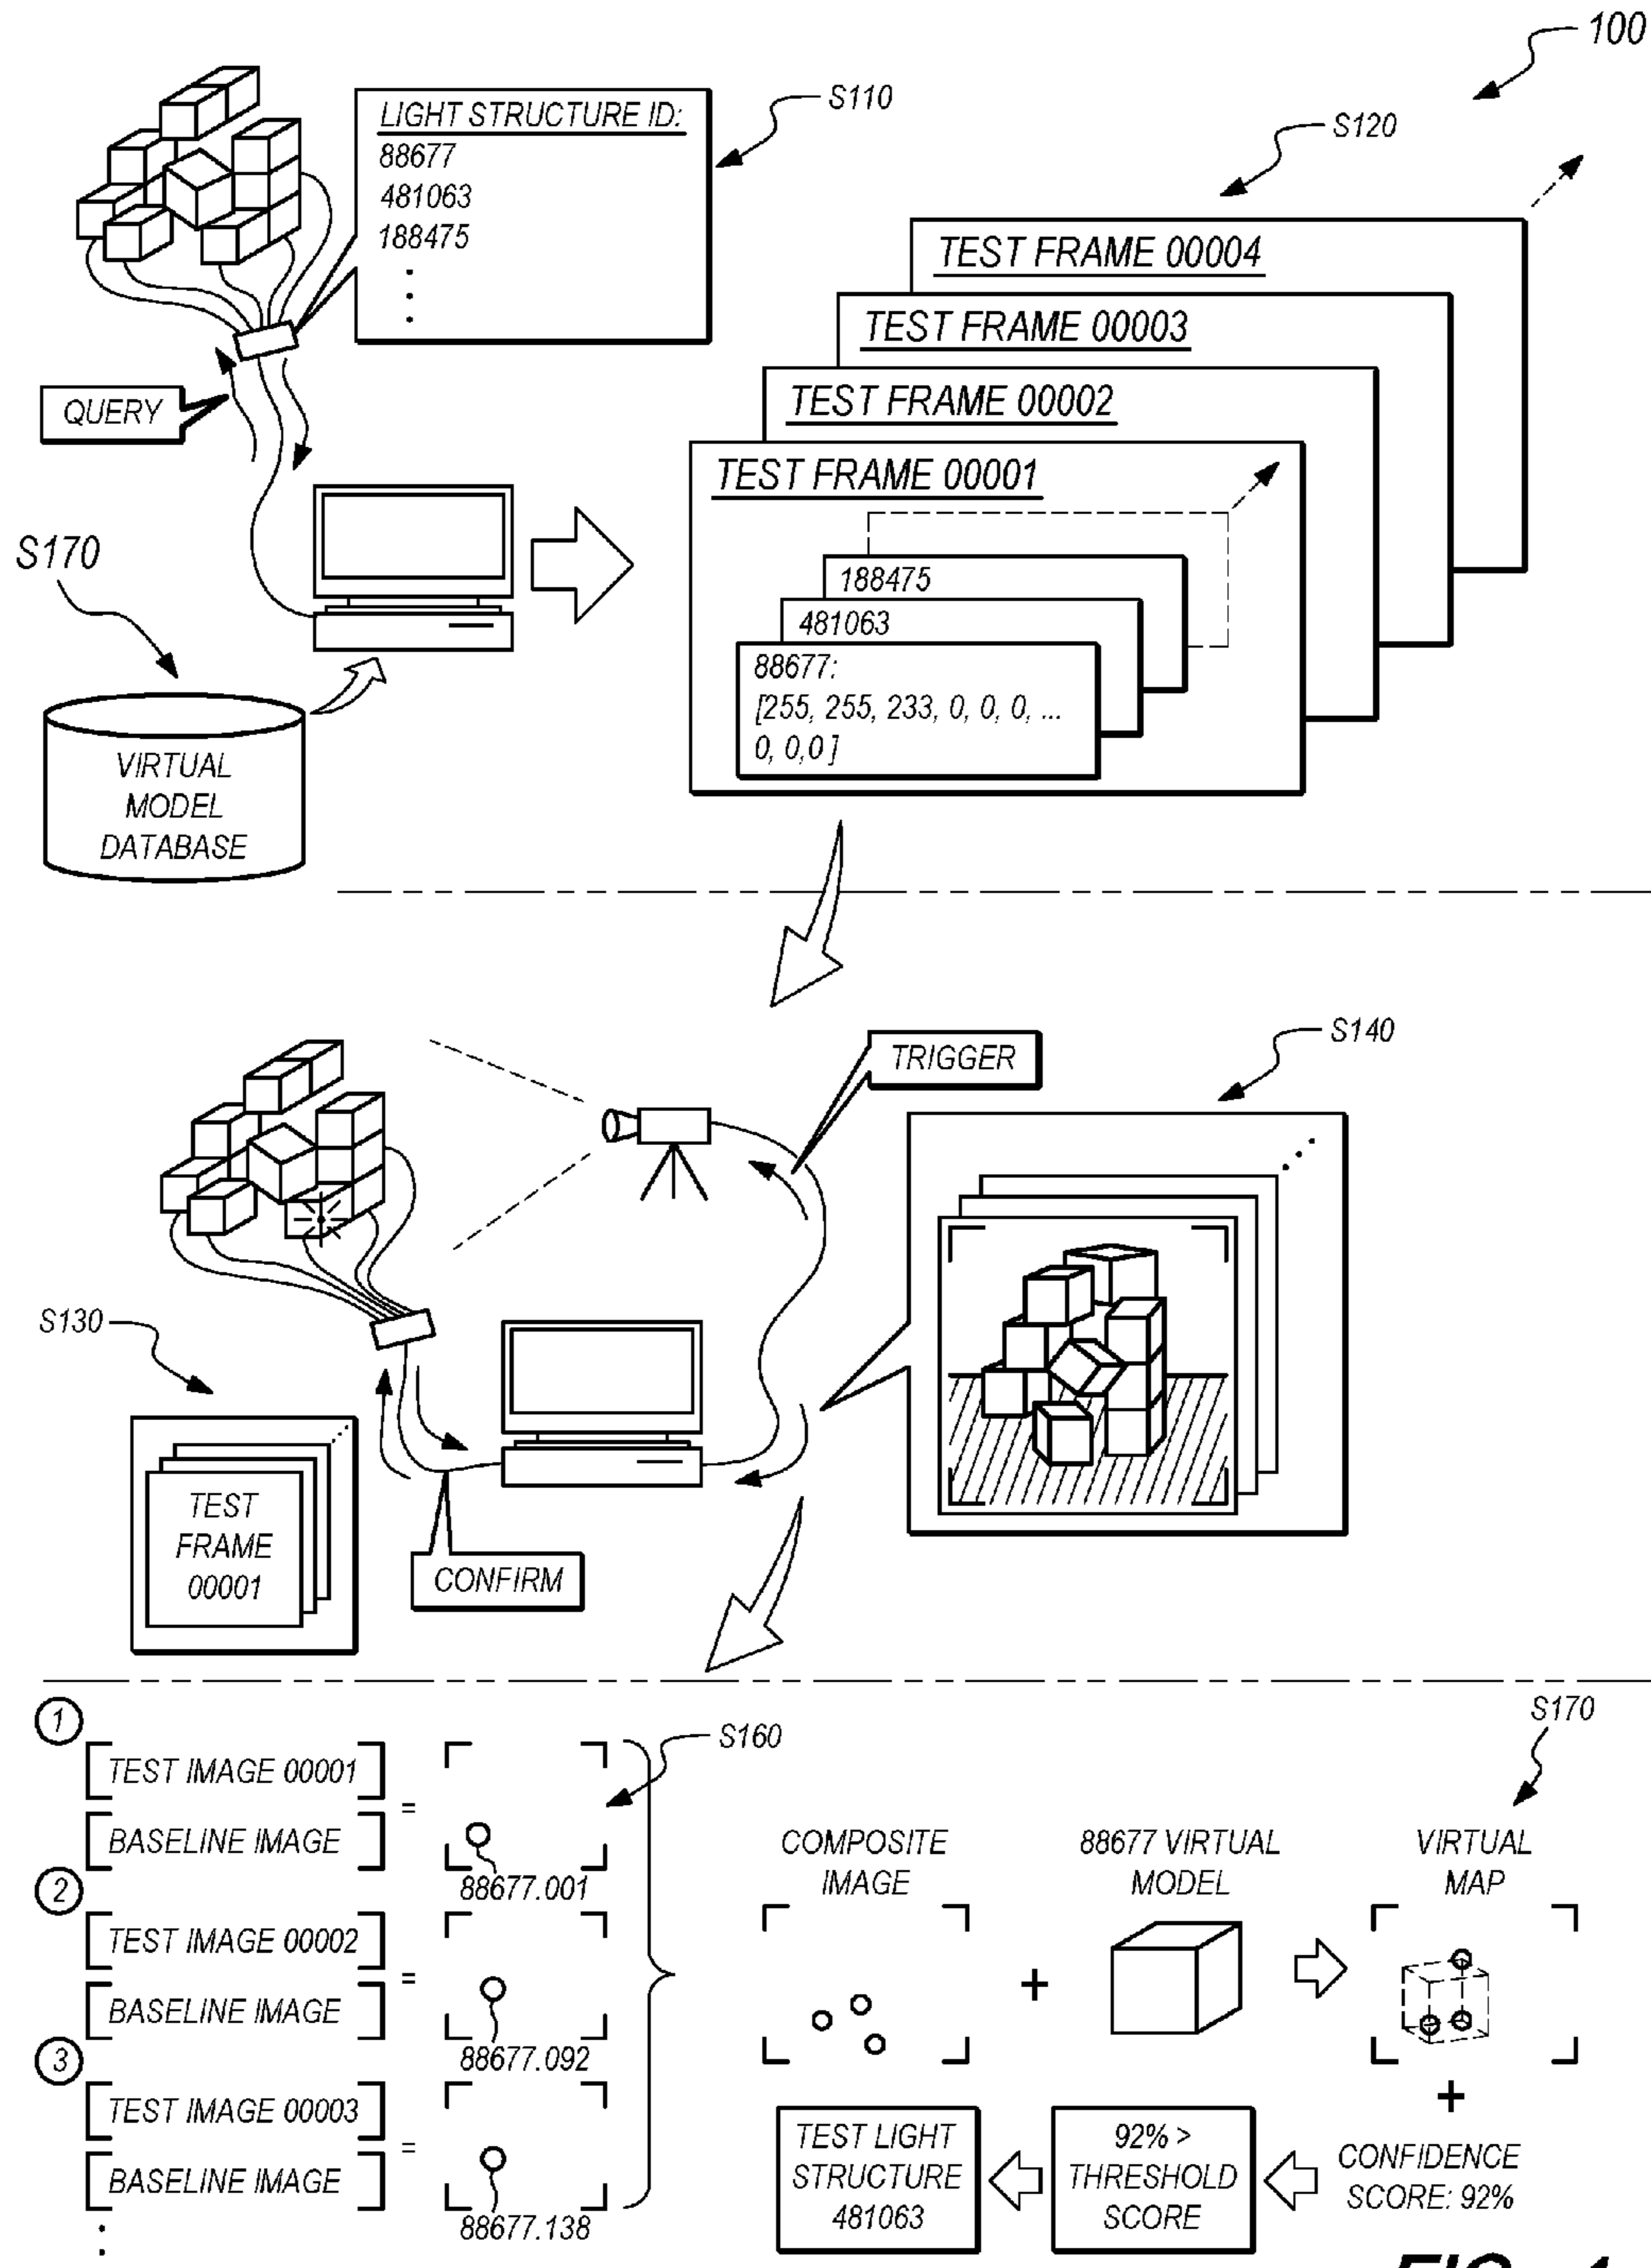 100
LIGHT STRUCTURE ID:
88677
481063
188475
S110
S120
TEST FRAME 00004
TEST FRAME 00003
TEST FRAME 00002
TEST FRAME 00001
188475
481063
88677:
[255, 255, 233, 0, 0, 0, ...
0, 0,0]
QUERY
S170
VIRTUAL
MODEL
DATABASE
TRIGGER
S140
S130
TEST
FRAME
00001
CONFIRM
1
TEST IMAGE 00001
=
BASELINE IMAGE
88677.001
2
TEST IMAGE 00002
=
BASELINE IMAGE
88677.092
3
TEST IMAGE 00003
=
BASELINE IMAGE
88677.138
S160
S170
COMPOSITE
IMAGE
+
88677 VIRTUAL
MODEL
VIRTUAL
MAP
+
CONFIDENCE
SCORE: 92%
92% >
THRESHOLD
SCORE
TEST LIGHT
STRUCTURE
481063